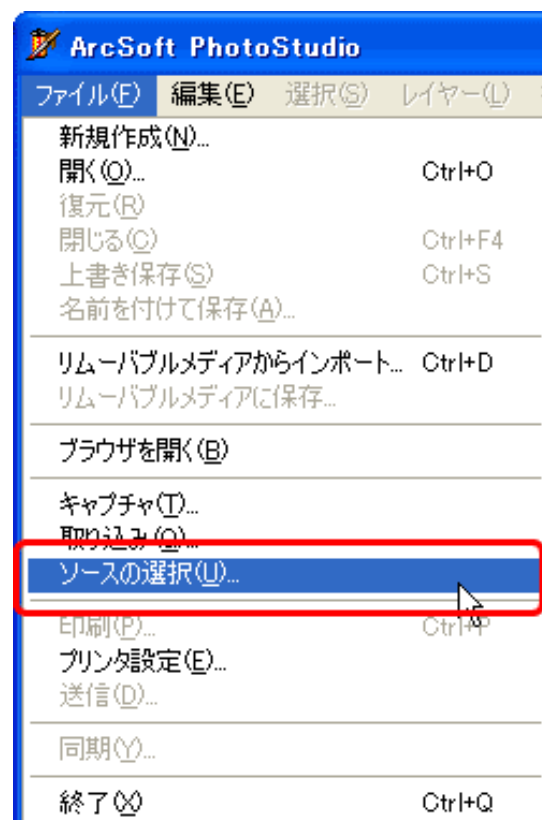 ArcSoft PhotoStudio
ファイル(F) 編集(E) 選択(S) レイヤー(L)
新規作成(N)...
開く(O)... Ctrl+O
復元(R)
閉じる(C) Ctrl+F4
上書き保存(S) Ctrl+S
名前を付けて保存(A)...
リムーバブルメディアからインポート... Ctrl+D
リムーバブルメディアに保存...
ブラウザを開く(B)
キャプチャ(T)...
取り込み(Q)...
ソースの選択(U)...
印刷(P)... Ctrl+P
プリンタ設定(E)...
送信(D)...
同期(Y)...
終了(X) Ctrl+Q